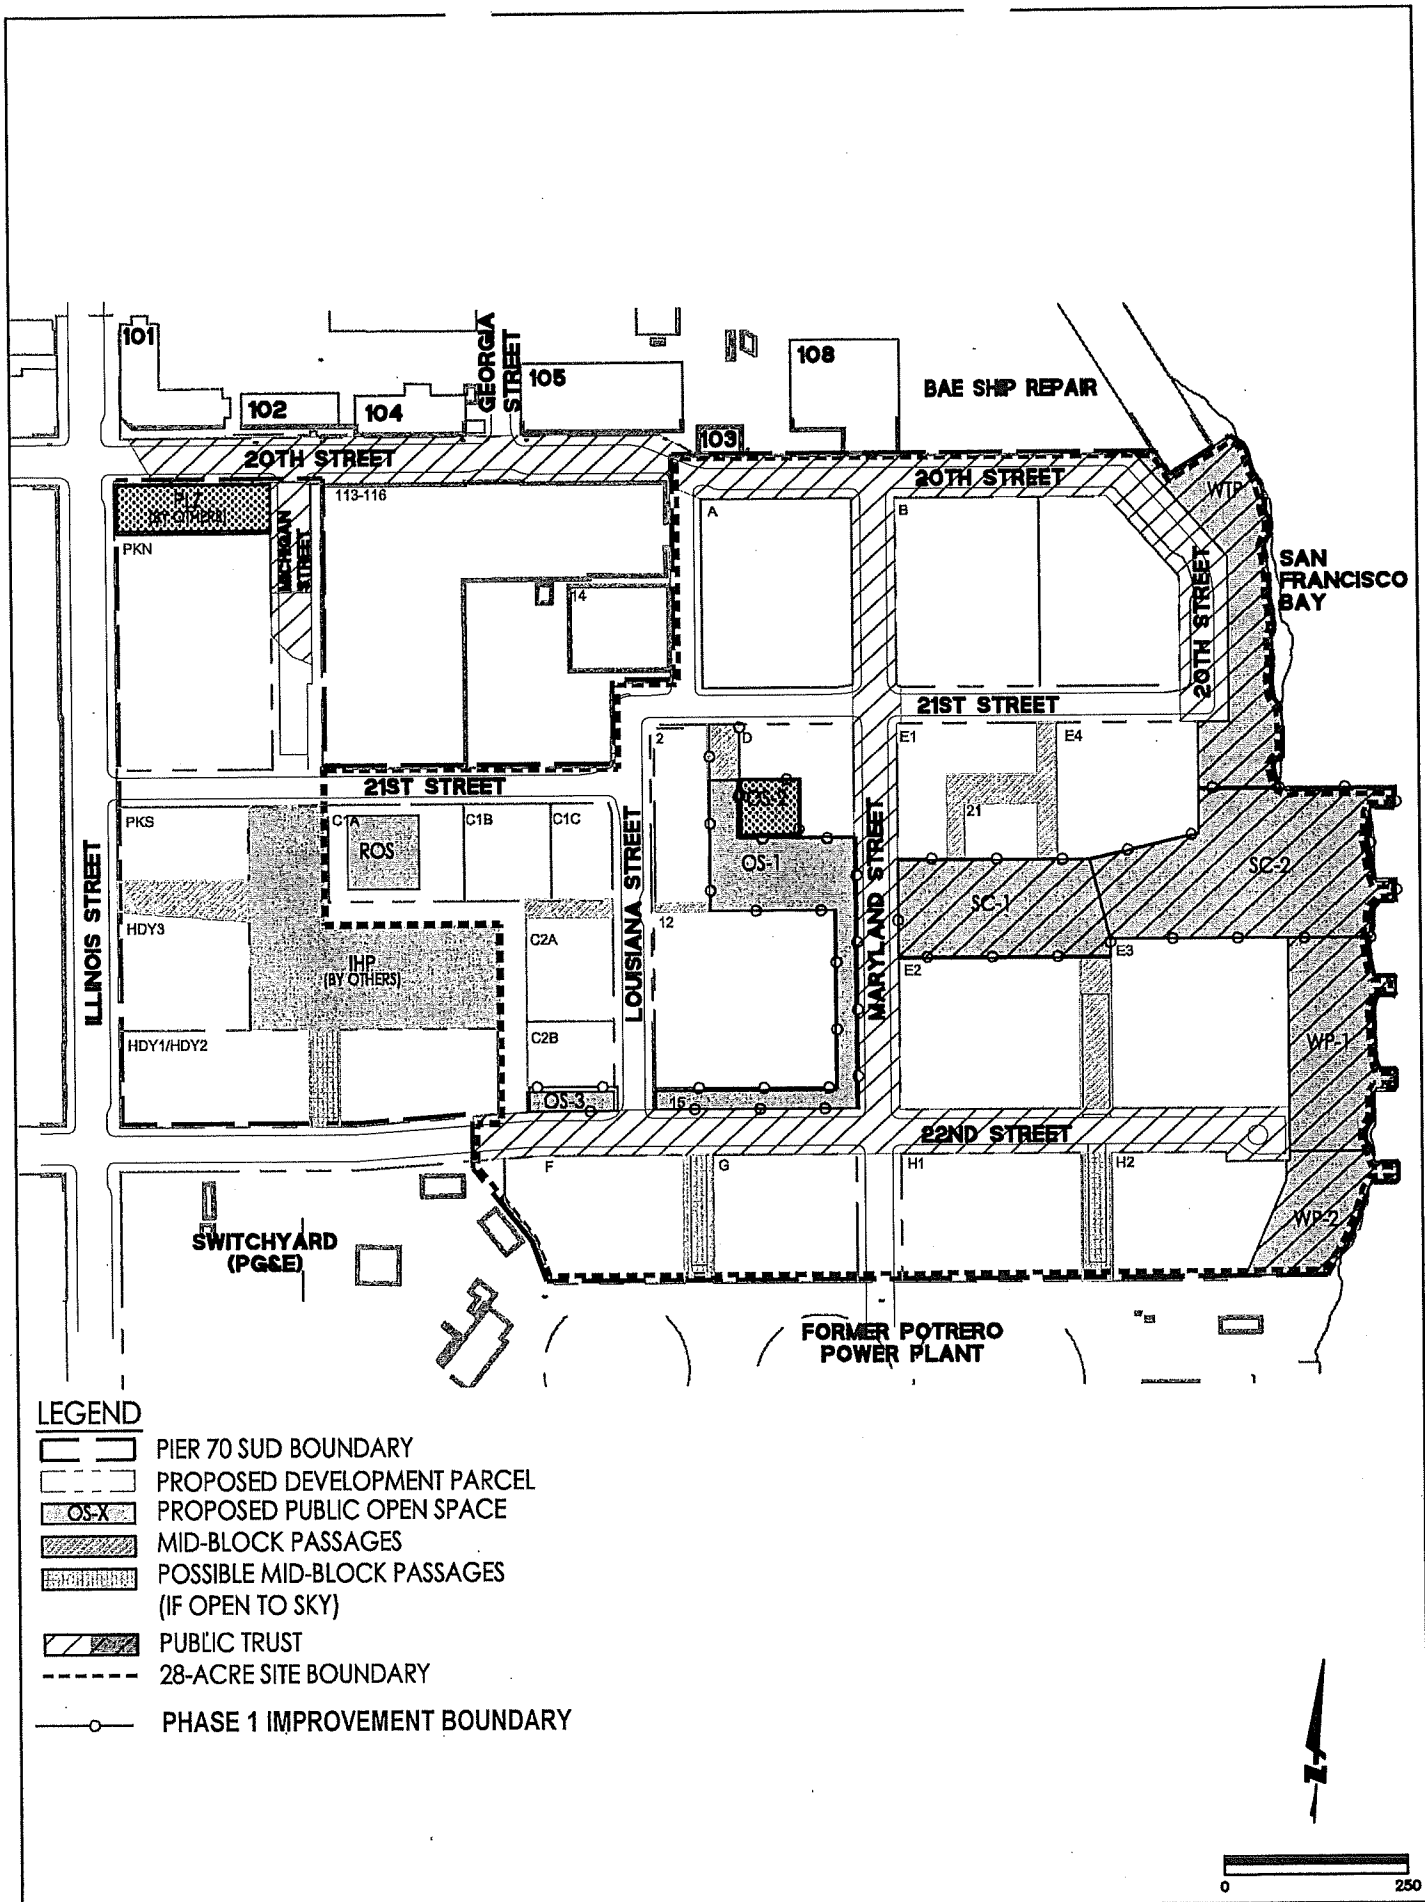 101
102
104
GEORGIA
STREET
105
108
103
BAE SHIP REPAIR
20TH STREET
20TH STREET
(BY OTHERS)
PKN
MICHIGAN
STREET
113-116
14
A
B
WTP
20TH STREET
SAN
FRANCISCO
BAY
21ST STREET
21ST STREET
2
D
E1
E4
OS-2
21
PKS
C1A
C1B
C1C
ROS
OS-1
SC-2
SC-1
ILLINOIS STREET
LOUISIANA STREET
MARYLAND STREET
HDY3
C2A
12
E2
E3
IHP
(BY OTHERS)
HDY1/HDY2
C2B
WP-1
OS-3
15
22ND STREET
F
G
H1
H2
WP-2
SWITCHYARD
(PG&E)
FORMER POTRERO
POWER PLANT
LEGEND
PIER 70 SUD BOUNDARY
PROPOSED DEVELOPMENT PARCEL
OS-X PROPOSED PUBLIC OPEN SPACE
MID-BLOCK PASSAGES
POSSIBLE MID-BLOCK PASSAGES
(IF OPEN TO SKY)
PUBLIC TRUST
28-ACRE SITE BOUNDARY
PHASE 1 IMPROVEMENT BOUNDARY
Z
0 250